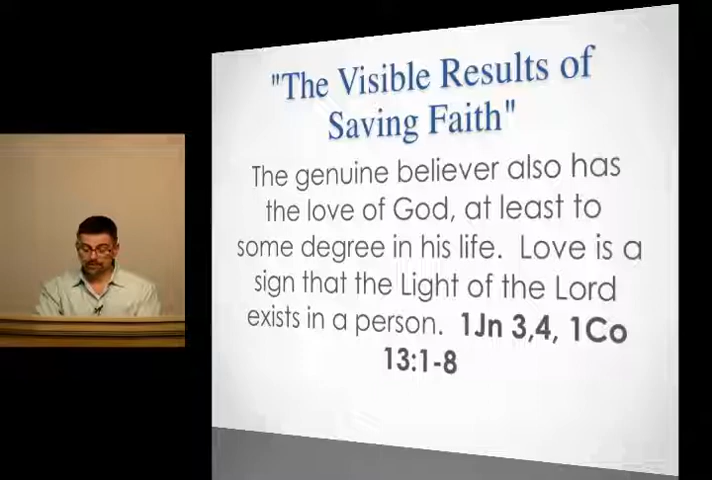 "The Visible Results of
Saving Faith"
The genuine believer also has
the love of God, at least to
some degree in his life.  Love is a
sign that the Light of the Lord
exists in a person.  1Jn 3,4, 1Co
13:1-8